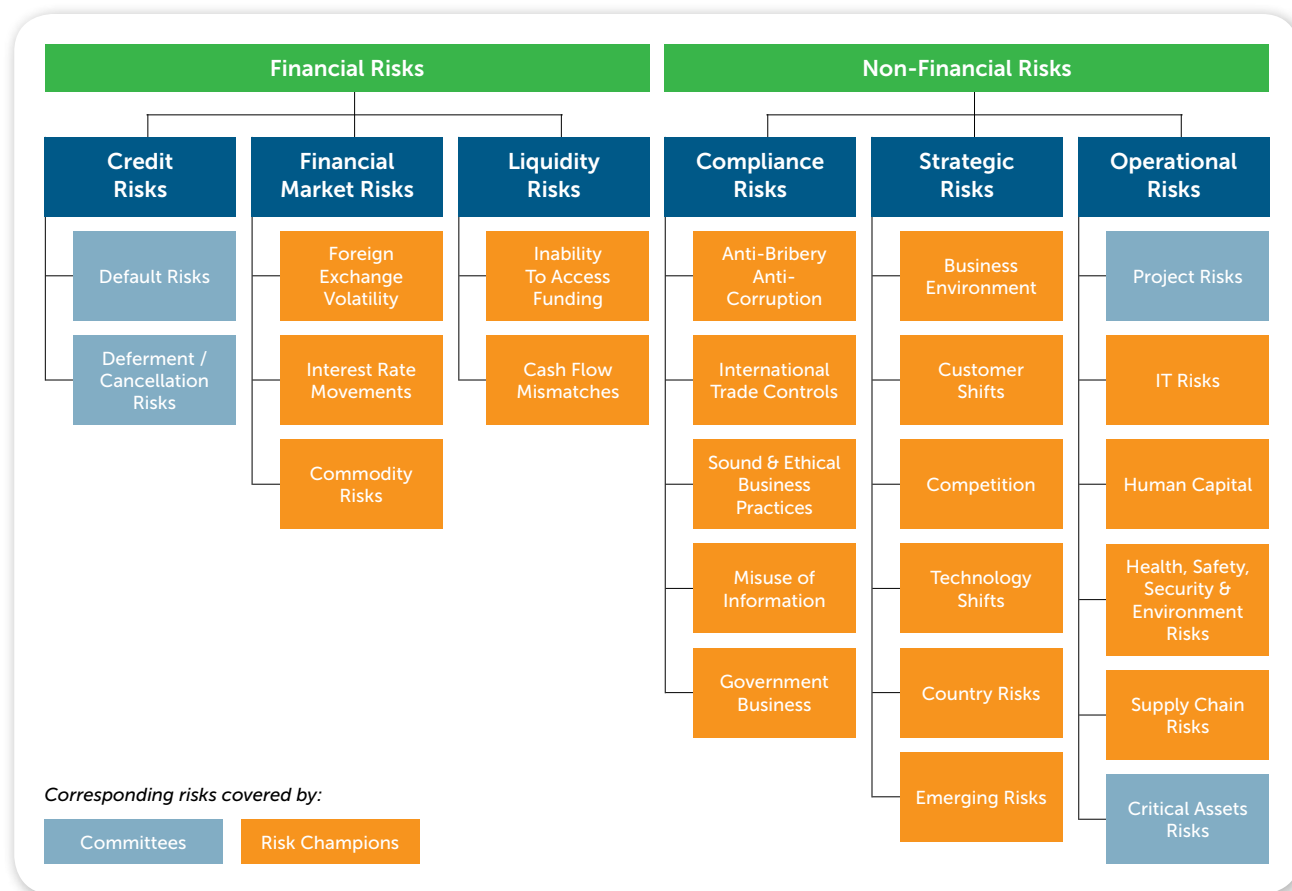 Financial Risks
Non-Financial Risks
Credit
Risks
Financial
Market Risks
Liquidity
Risks
Compliance
Risks
Strategic
Risks
Operational
Risks
Default Risks
Deferment /
Cancellation
Risks
Foreign
Exchange
Volatility
Interest Rate
Movements
Commodity
Risks
Inability
To Access
Funding
Cash Flow
Mismatches
Anti-Bribery
Anti-
Corruption
International
Trade Controls
Sound & Ethical
Business
Practices
Misuse of
Information
Government
Business
Business
Environment
Customer
Shifts
Competition
Technology
Shifts
Country Risks
Emerging Risks
Project Risks
IT Risks
Human Capital
Health, Safety,
Security &
Environment
Risks
Supply Chain
Risks
Critical Assets
Risks
Corresponding risks covered by:
Committees
Risk Champions